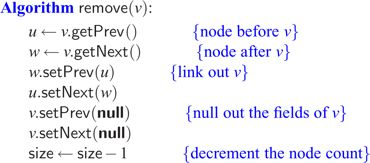 Algorithm remove(v):
u ← v.getPrev() {node before v}
w ← v.getNext() {node after v}
w.setPrev(u) {link out v}
u.setNext(w)
v.setPrev(null) {null out the fields of v}
v.setNext(null)
size ← size − 1 {decrement the node count}